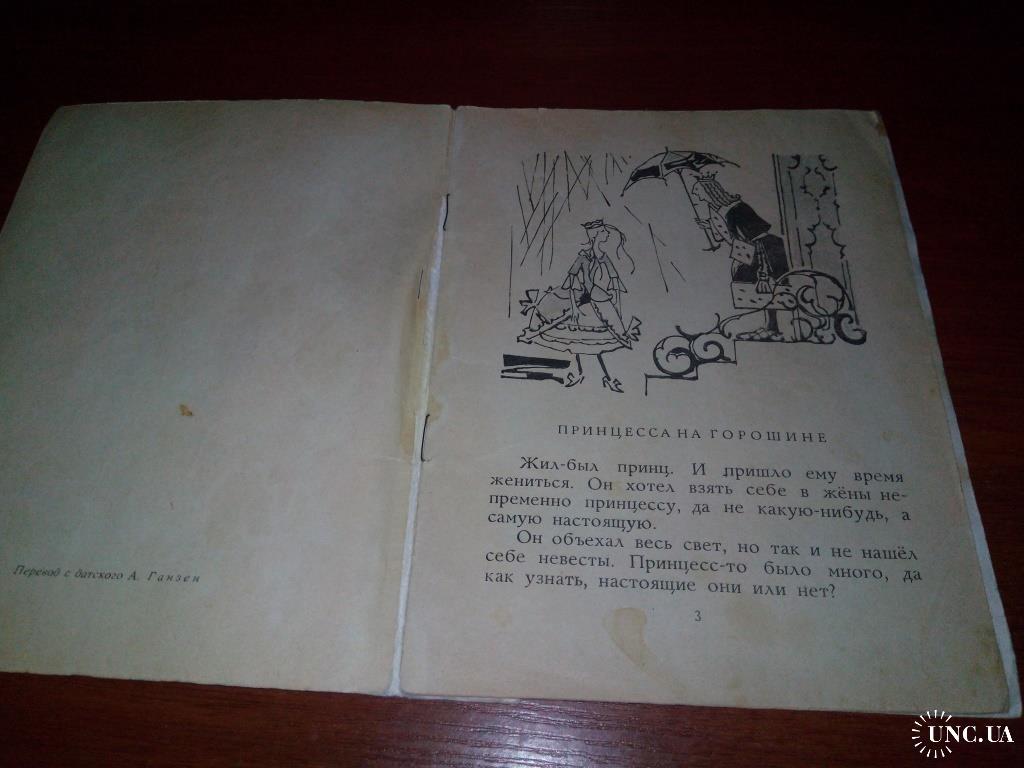 Перевод с датского А. Ганзен
ПРИНЦЕССА НА ГОРОШИНЕ
Жил-был принц. И пришло ему время
жениться. Он хотел взять себе в жёны не-
пременно принцессу, да не какую-нибудь, а
самую настоящую.
Он объехал весь свет, но так и не нашёл
себе невесты. Принцесс-то было много, да
как узнать, настоящие они или нет?
3
UNC.UA